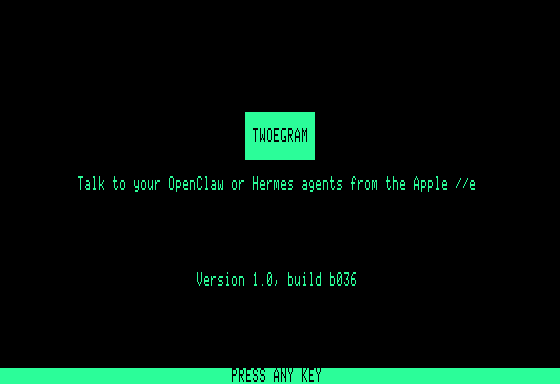 TWOEGRAM
Talk to your OpenClaw or Hermes agents from the Apple //e
Version 1.0, build b036
PRESS ANY KEY